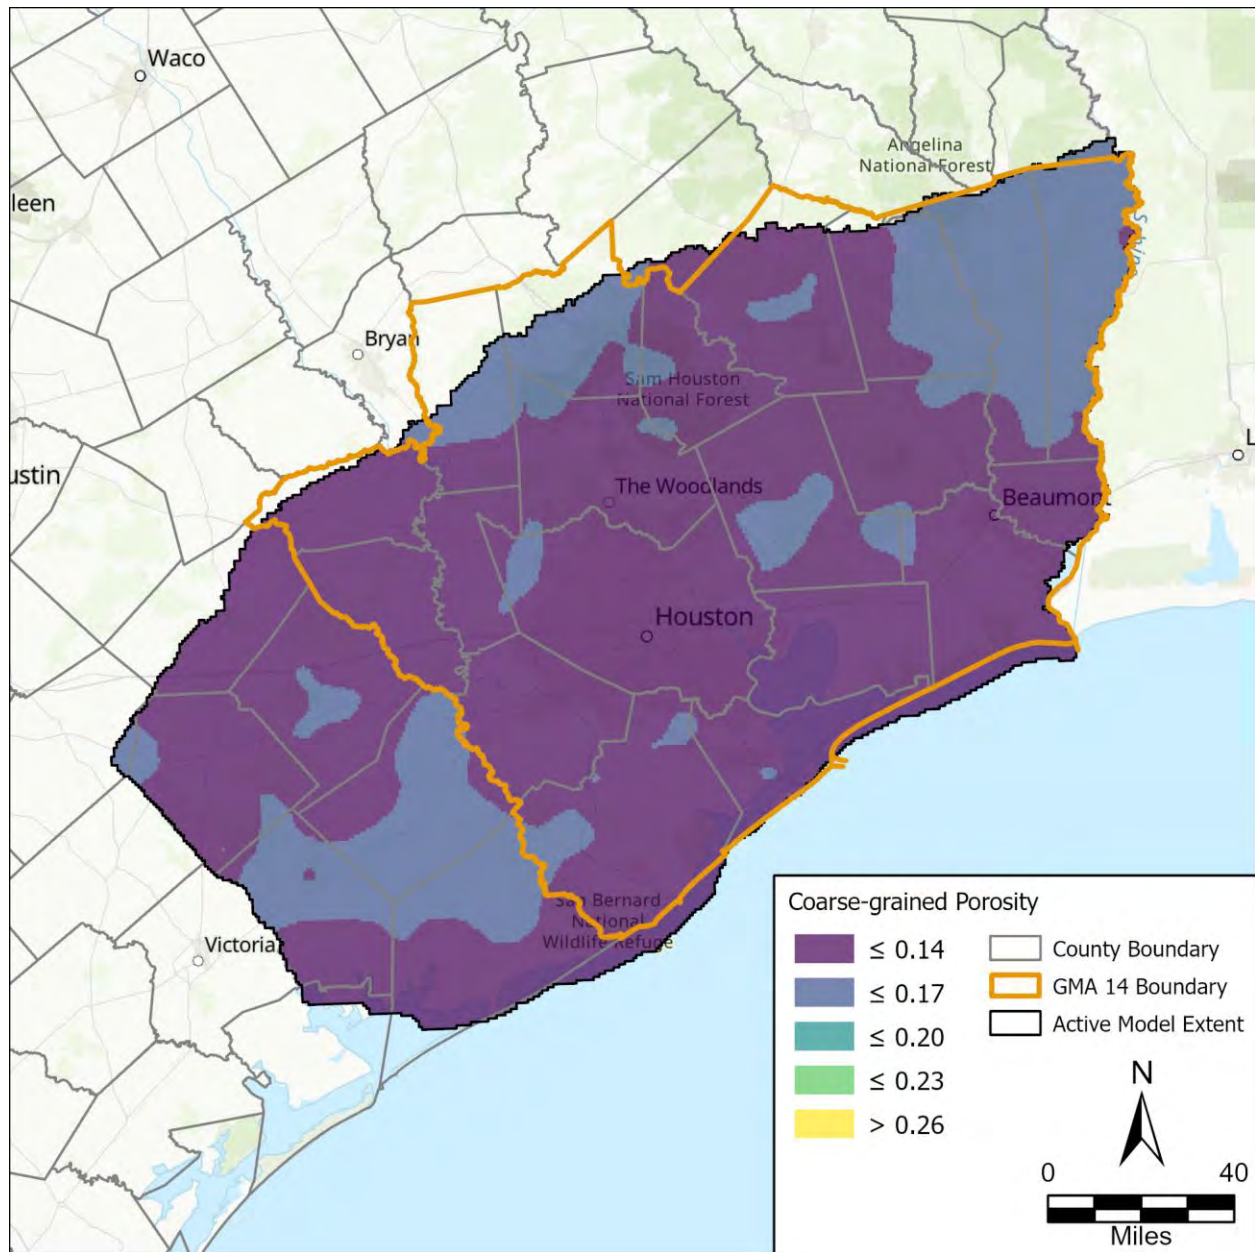 Waco
Angelina
National Forest
leen
Sabine
Bryan
Sam Houston
National Forest
L
ustin
The Woodlands
Beaumont
Houston
San Bernard
National
Wildlife Refuge
Victoria
Coarse-grained Porosity
≤ 0.14
≤ 0.17
≤ 0.20
≤ 0.23
> 0.26
County Boundary
GMA 14 Boundary
Active Model Extent
N
0 40
Miles